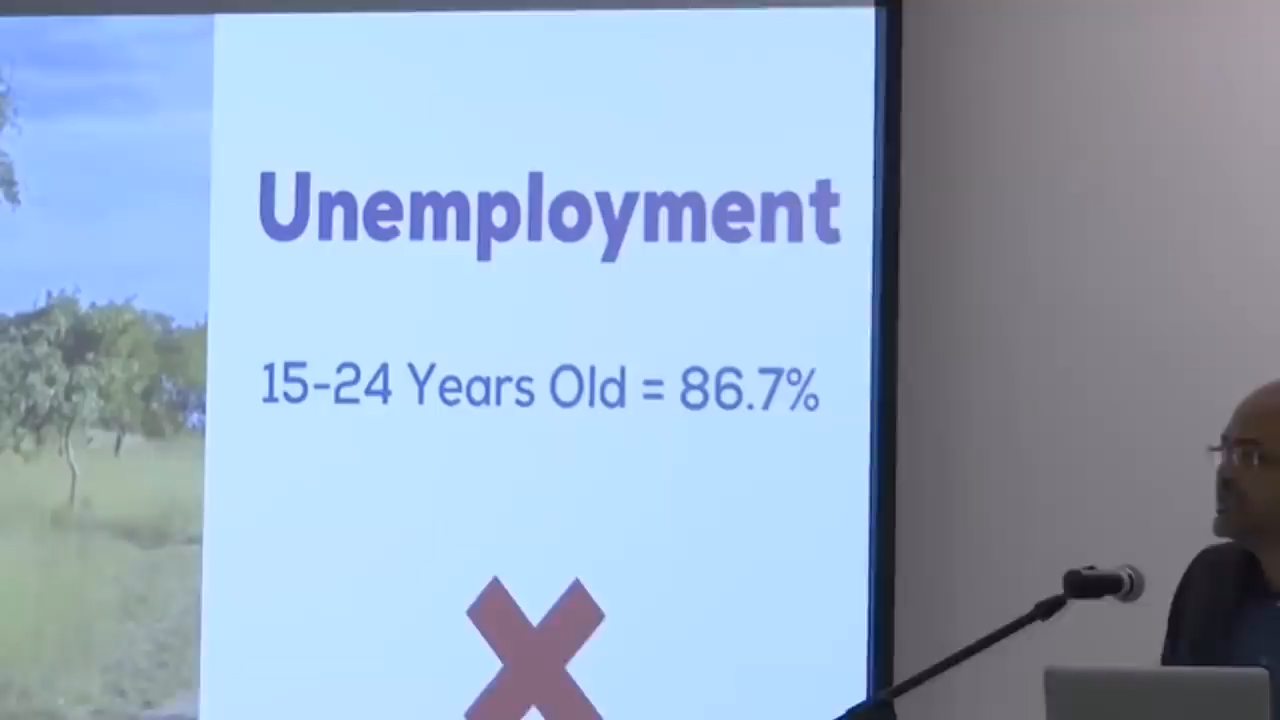 Unemployment
15-24 Years Old = 86.7%